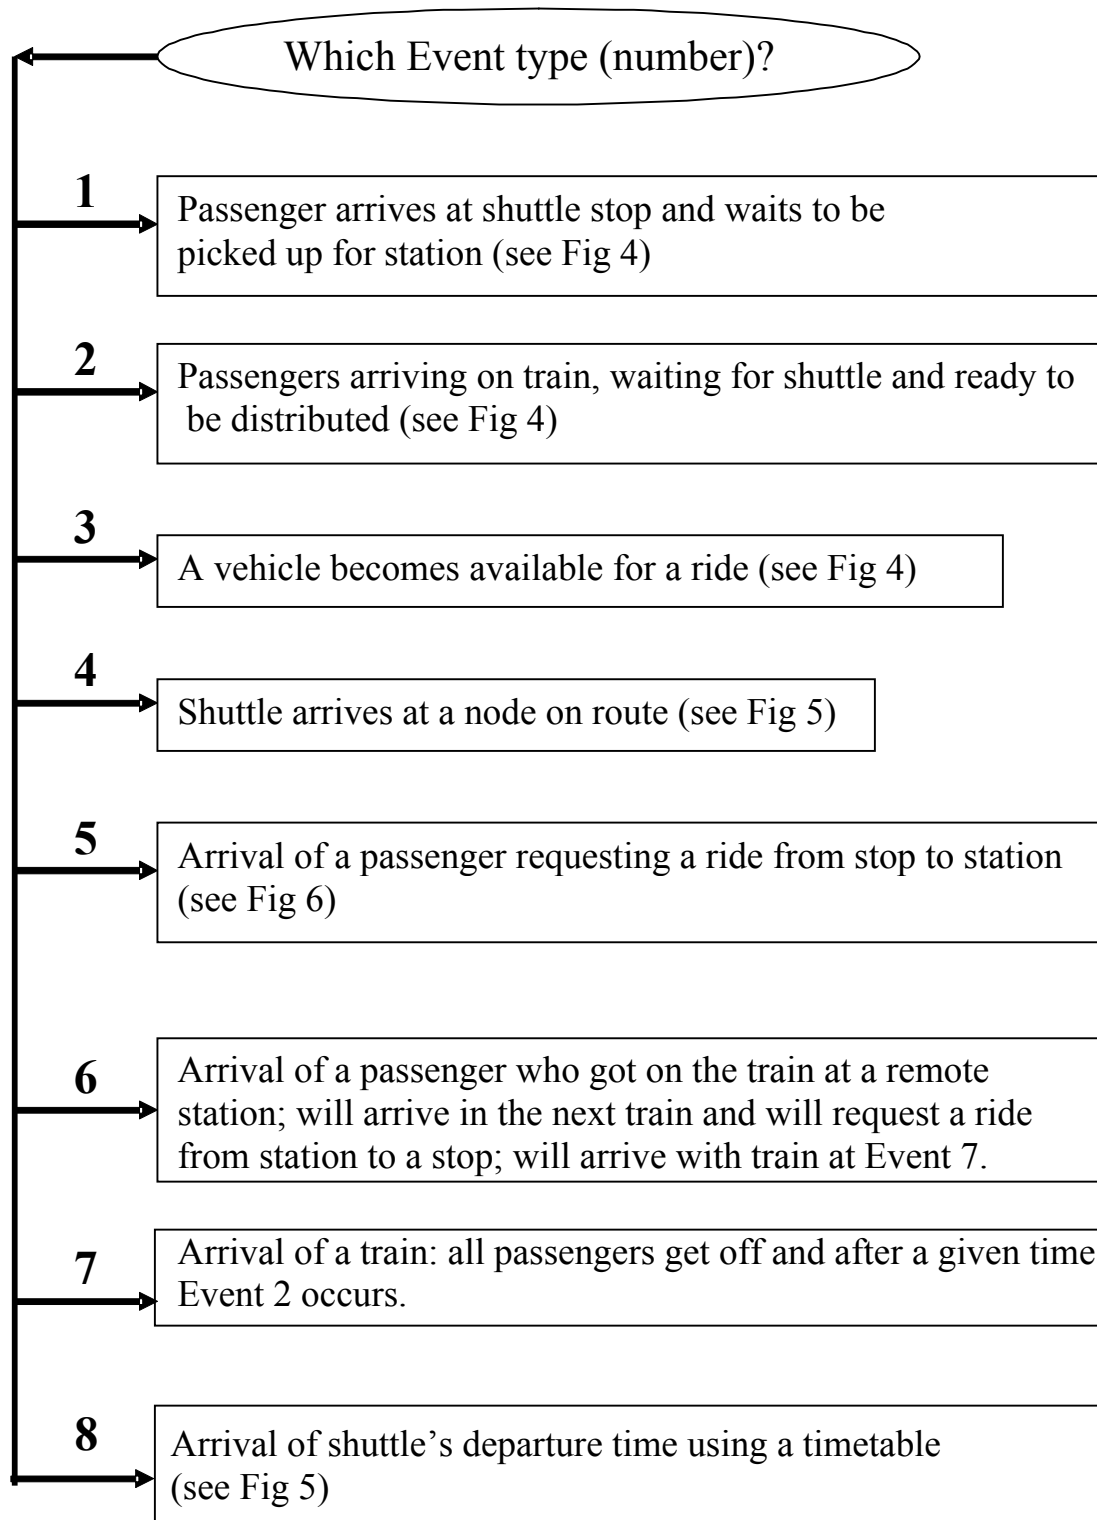 Which Event type (number)?
1
Passenger arrives at shuttle stop and waits to be
picked up for station (see Fig 4)
2
Passengers arriving on train, waiting for shuttle and ready to
be distributed (see Fig 4)
3
A vehicle becomes available for a ride (see Fig 4)
4
Shuttle arrives at a node on route (see Fig 5)
5
Arrival of a passenger requesting a ride from stop to station
(see Fig 6)
6
Arrival of a passenger who got on the train at a remote
station; will arrive in the next train and will request a ride
from station to a stop; will arrive with train at Event 7.
7
Arrival of a train: all passengers get off and after a given time
Event 2 occurs.
8
Arrival of shuttle’s departure time using a timetable
(see Fig 5)